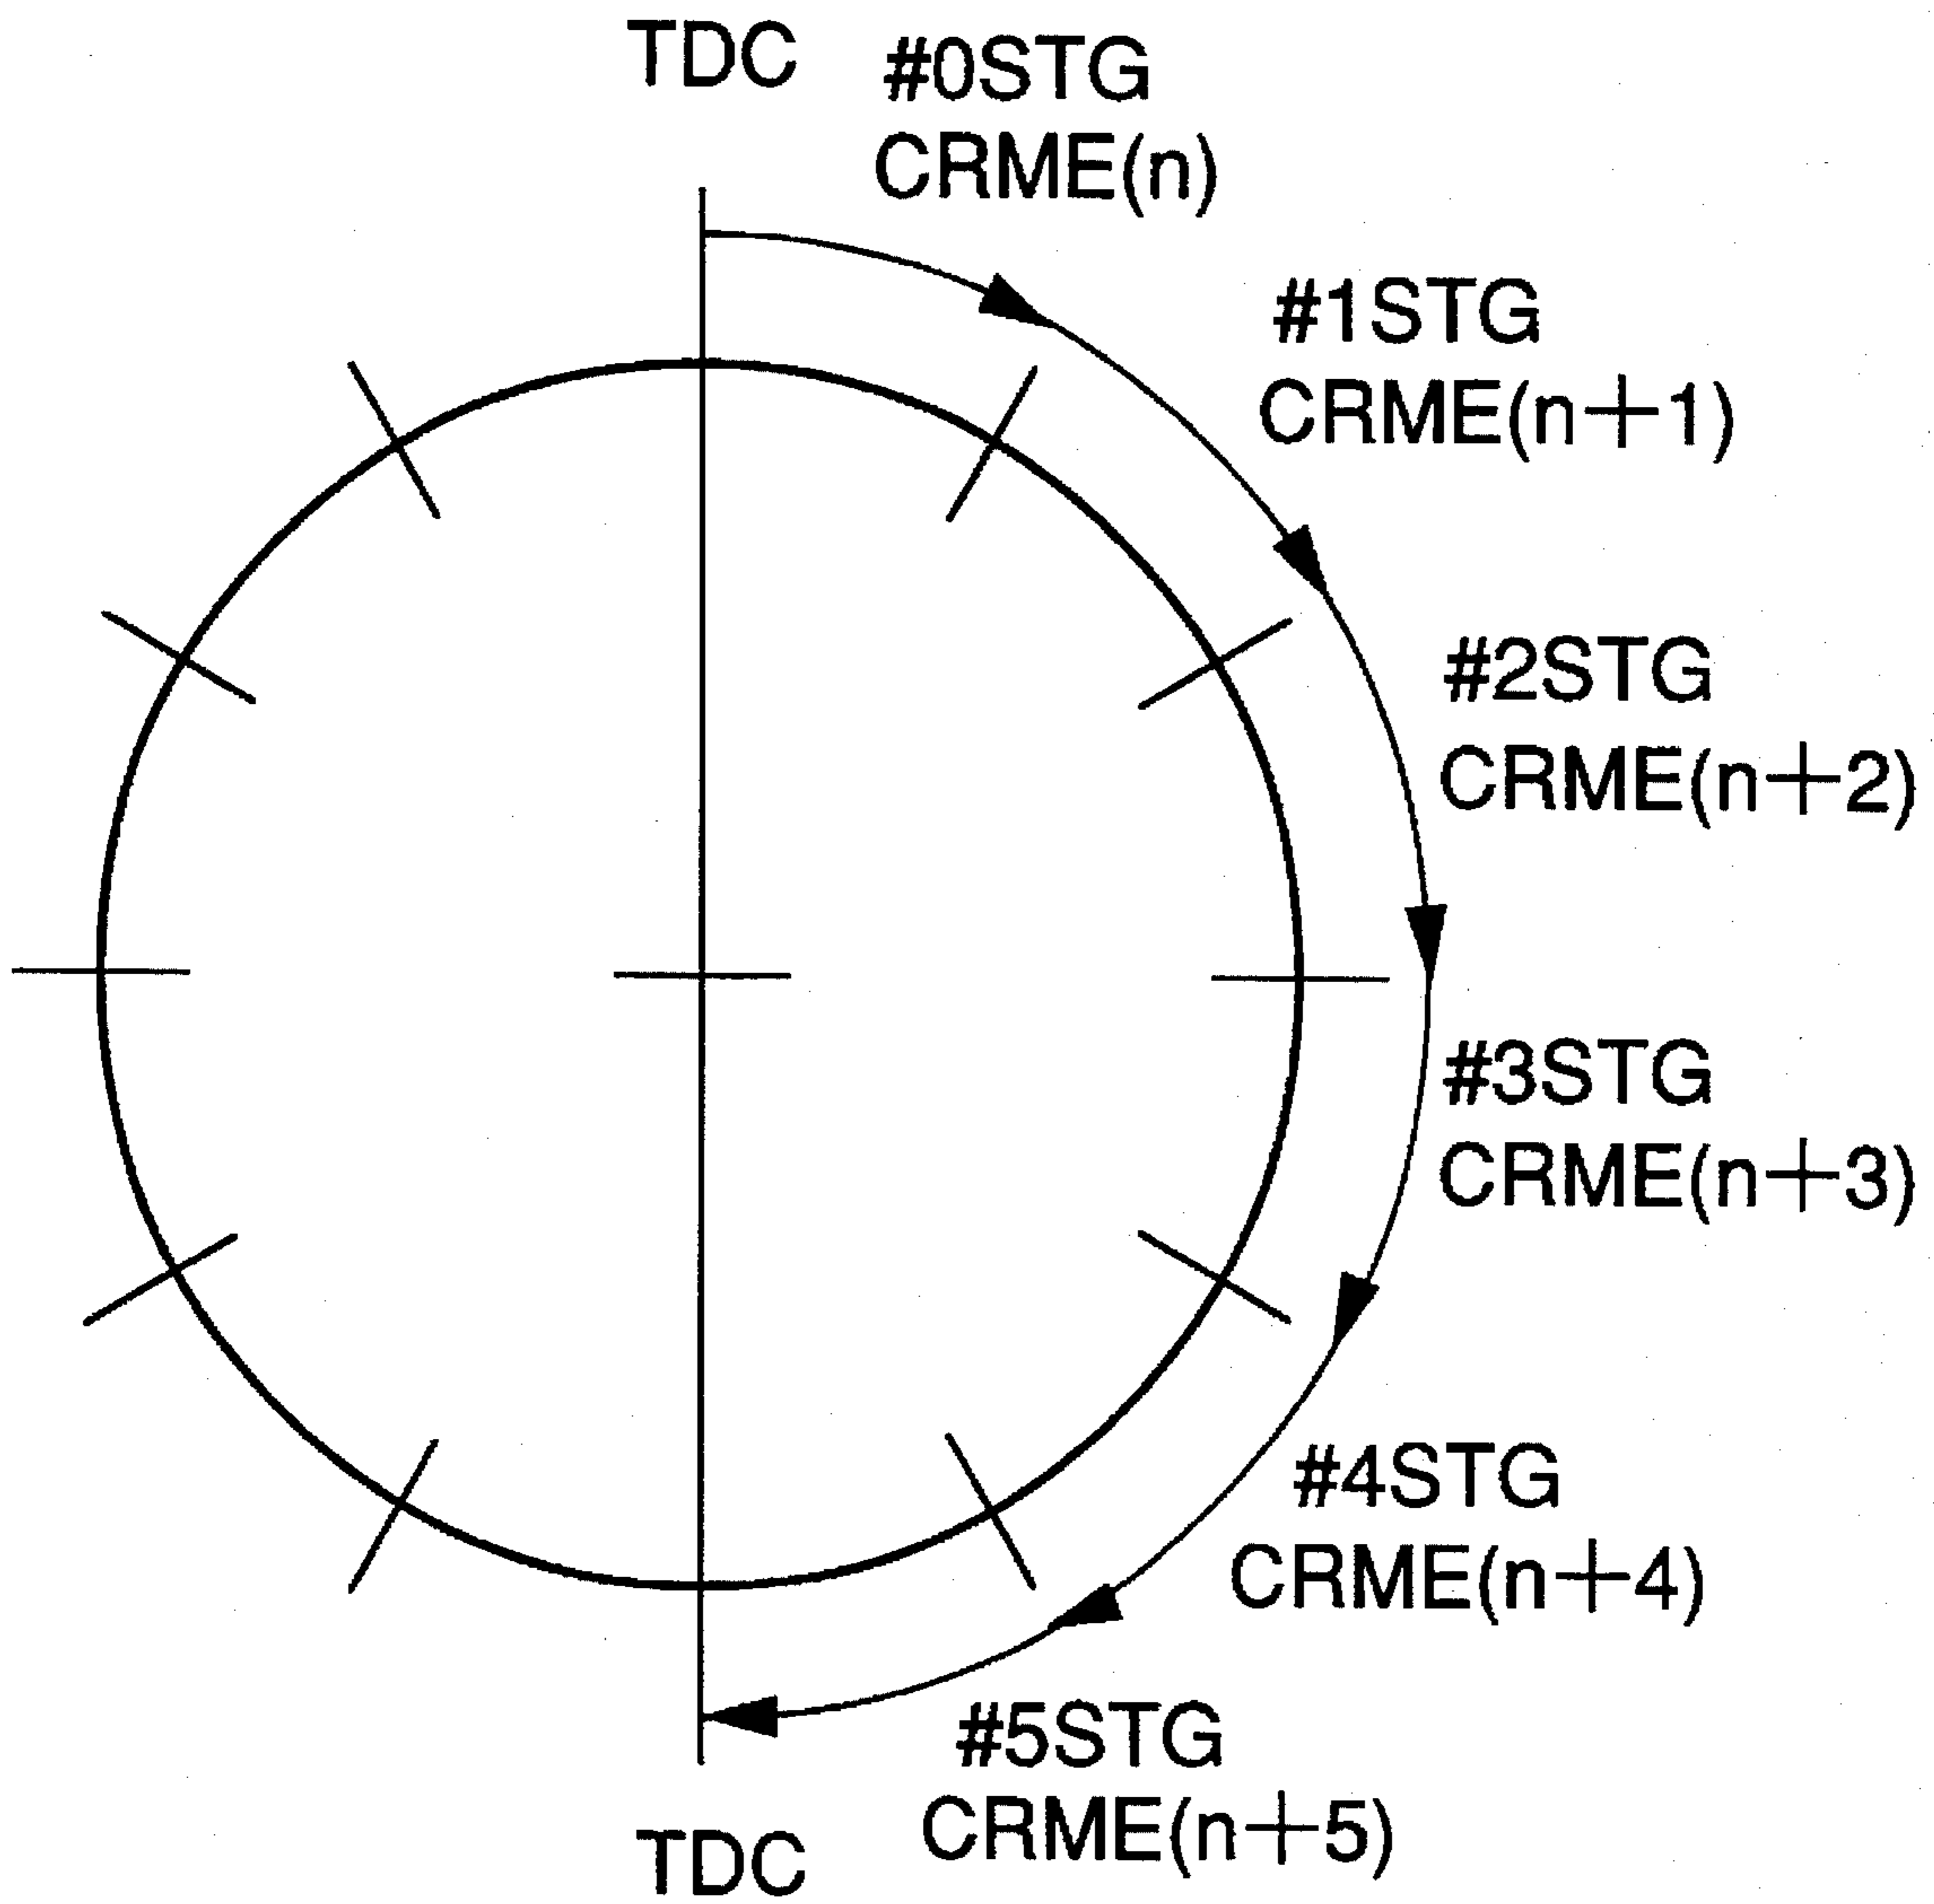 TDC
#0STG
CRME(n)
#1STG
CRME(n+1)
#2STG
CRME(n+2)
#3STG
CRME(n+3)
#4STG
CRME(n+4)
#5STG
CRME(n+5)
TDC